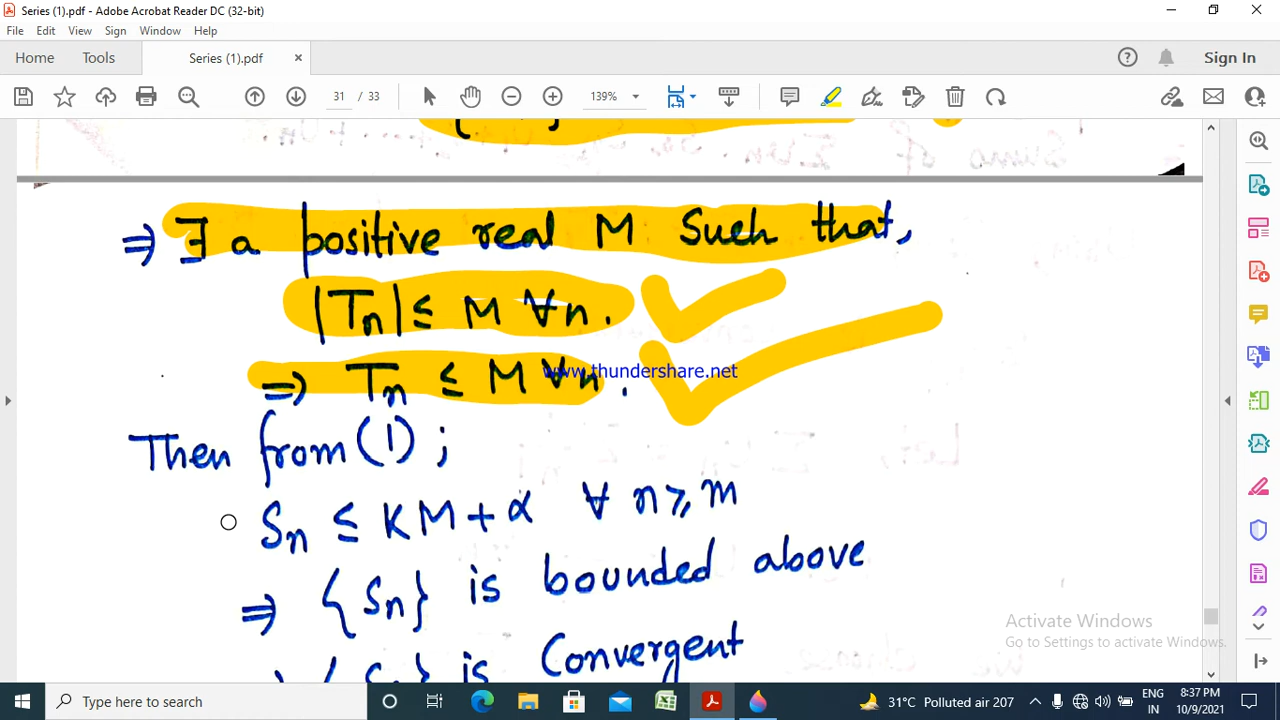 Series (1).pdf - Adobe Acrobat Reader DC (32-bit)
File Edit View Sign Window Help
Home Tools Series (1).pdf × Sign In
31 / 33 139%
⇒ ∃ a positive real M such that,
|Tn| ≤ M ∀n.
⇒ Tn ≤ M ∀n.
www.thundershare.net
Then from (1) ;
Sn ≤ KM + α ∀ n ≥ m
⇒ {Sn} is bounded above
is Convergent
Activate Windows
Go to Settings to activate Windows.
Type here to search
31°C Polluted air 207
ENG
IN
8:37 PM
10/9/2021